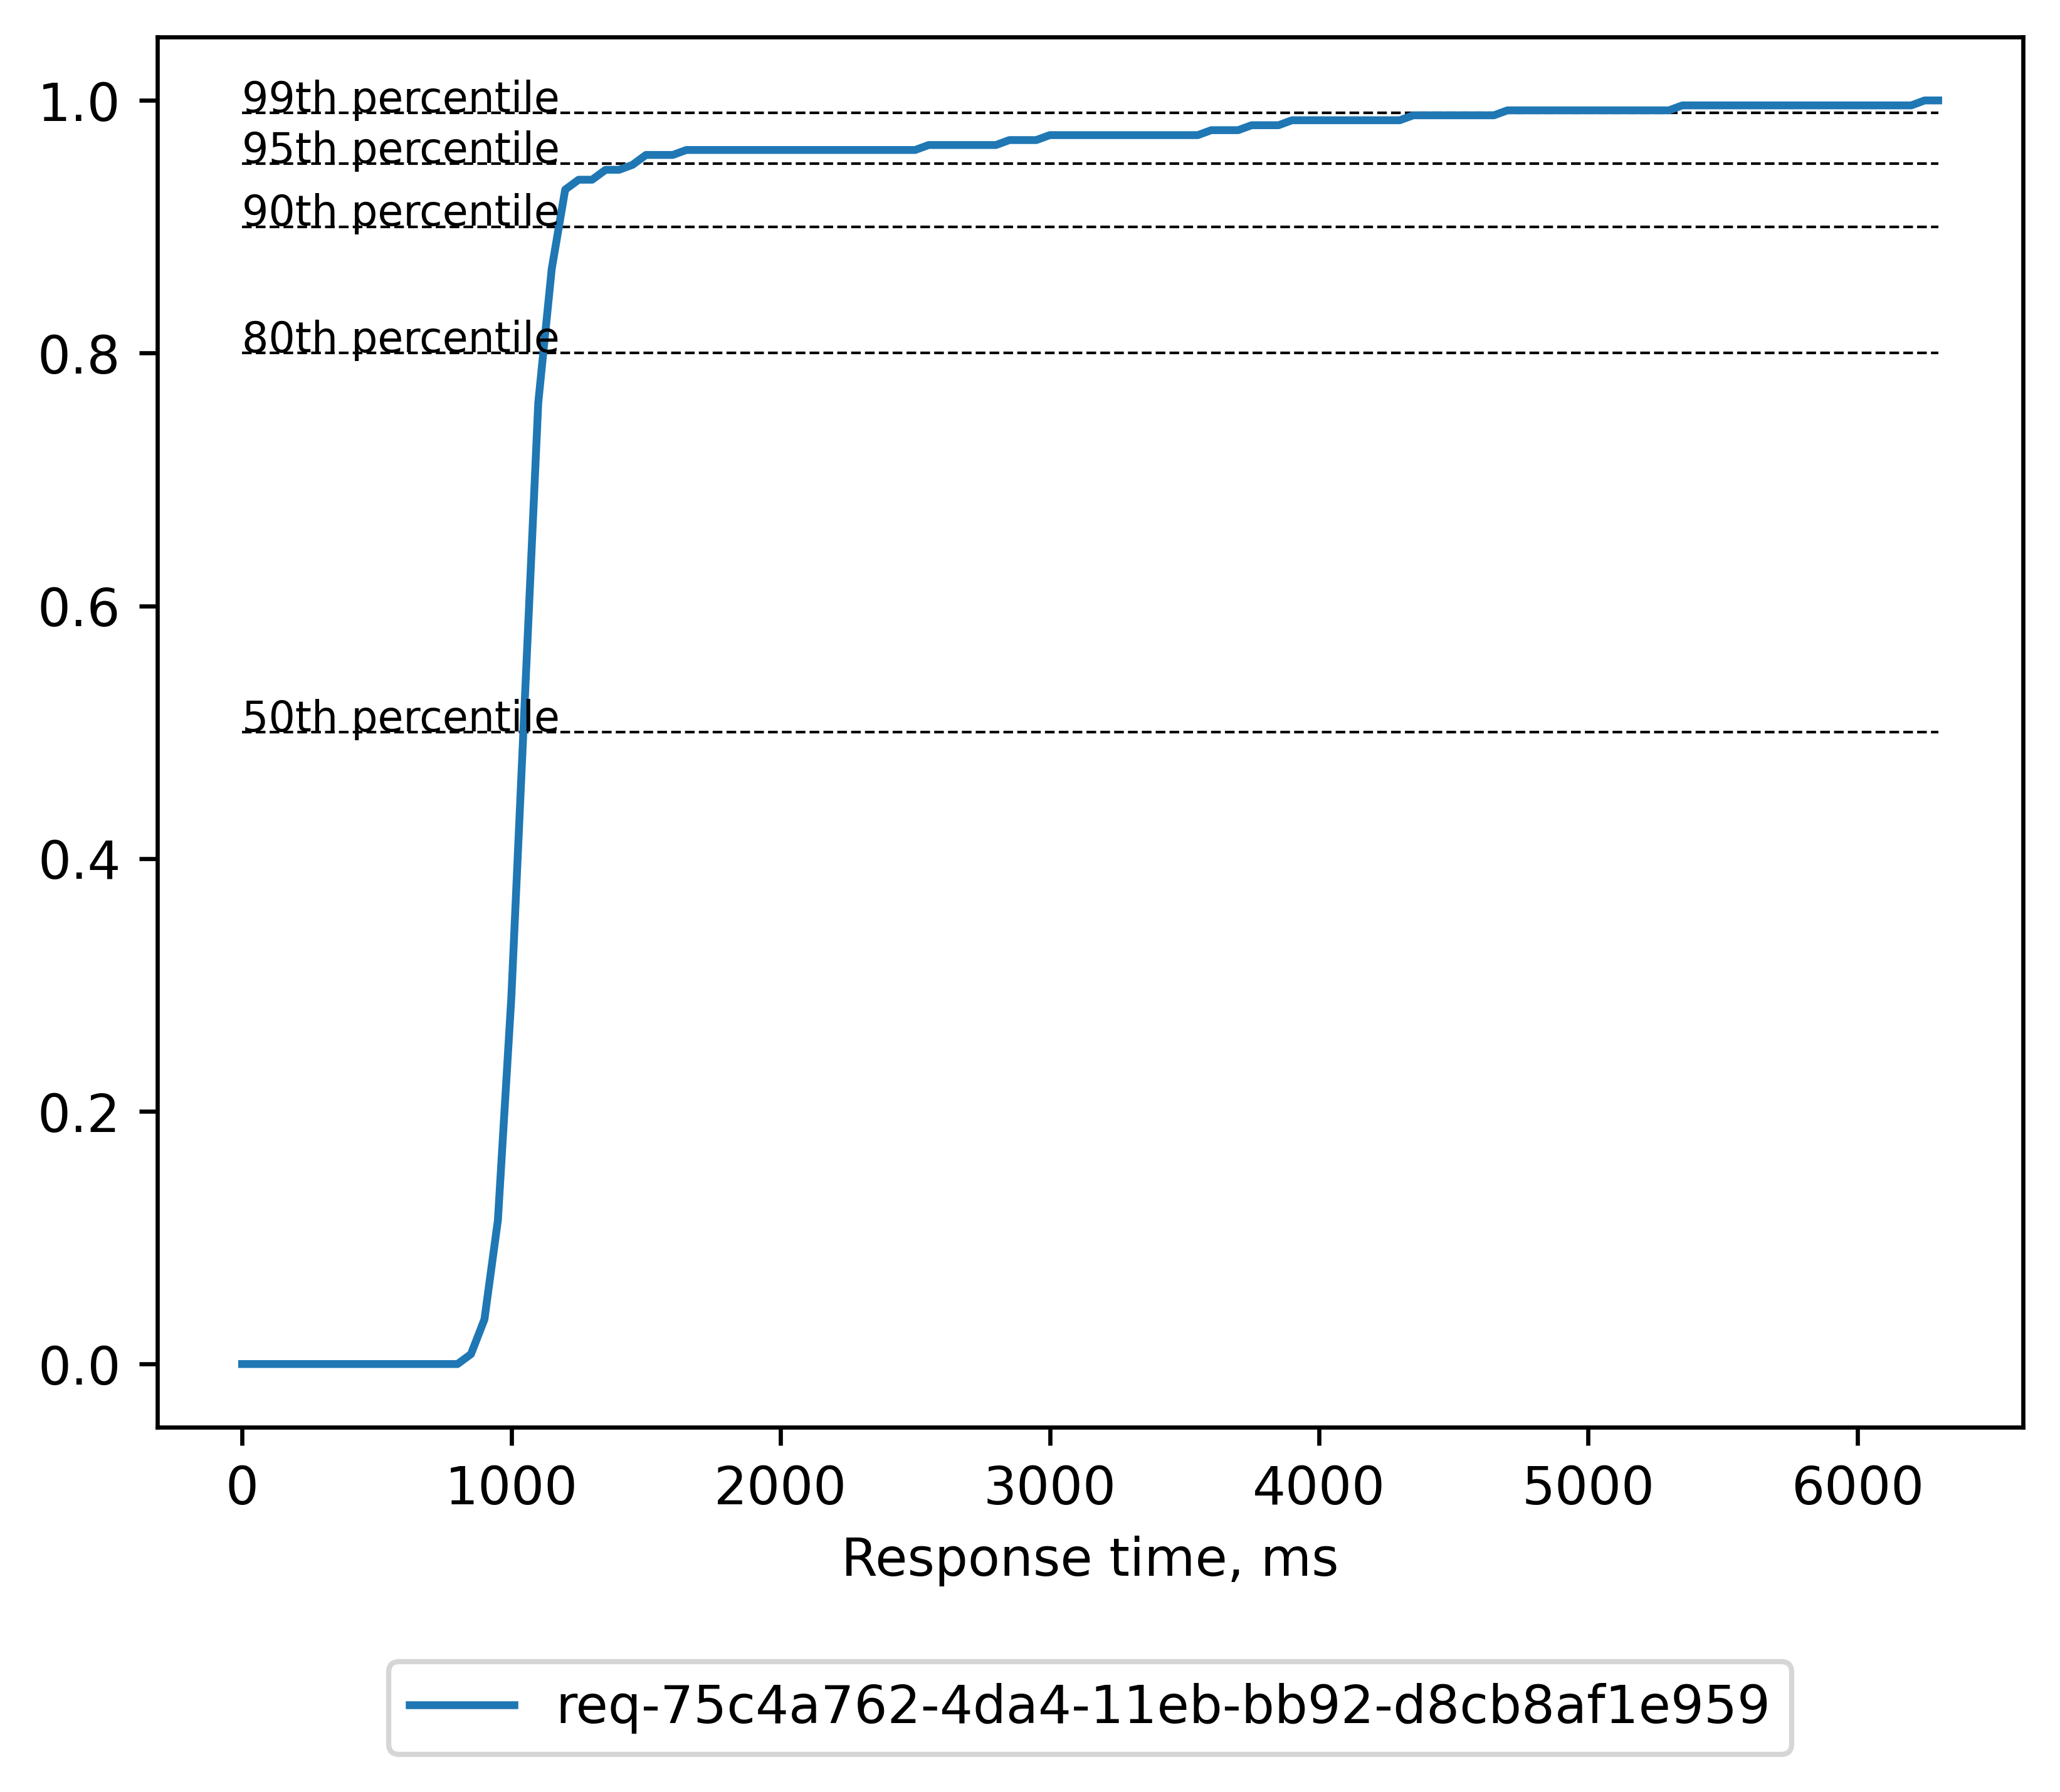 1.0
99th percentile
95th percentile
90th percentile
0.8
80th percentile
0.6
50th percentile
0.4
0.2
0.0
0 1000 2000 3000 4000 5000 6000
Response time, ms
req-75c4a762-4da4-11eb-bb92-d8cb8af1e959